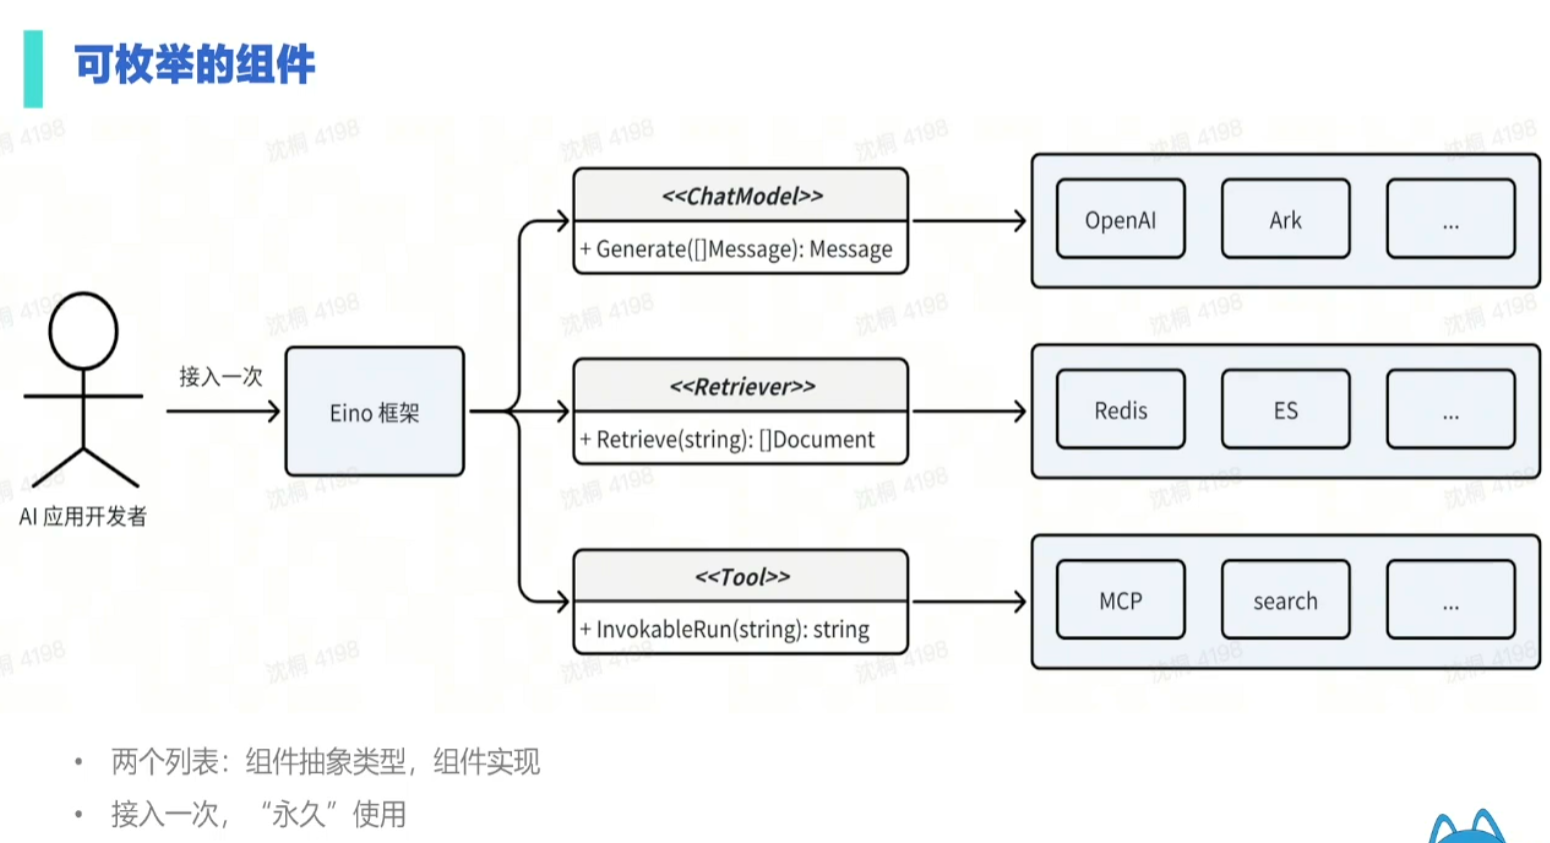 可枚举的组件
<<ChatModel>>
+ Generate([]Message): Message
OpenAI
Ark
...
接入一次
Eino 框架
AI 应用开发者
<<Retriever>>
+ Retrieve(string): []Document
Redis
ES
...
<<Tool>>
+ InvokableRun(string): string
MCP
search
...
• 两个列表：组件抽象类型，组件实现
• 接入一次，“永久”使用
沈桐 4198